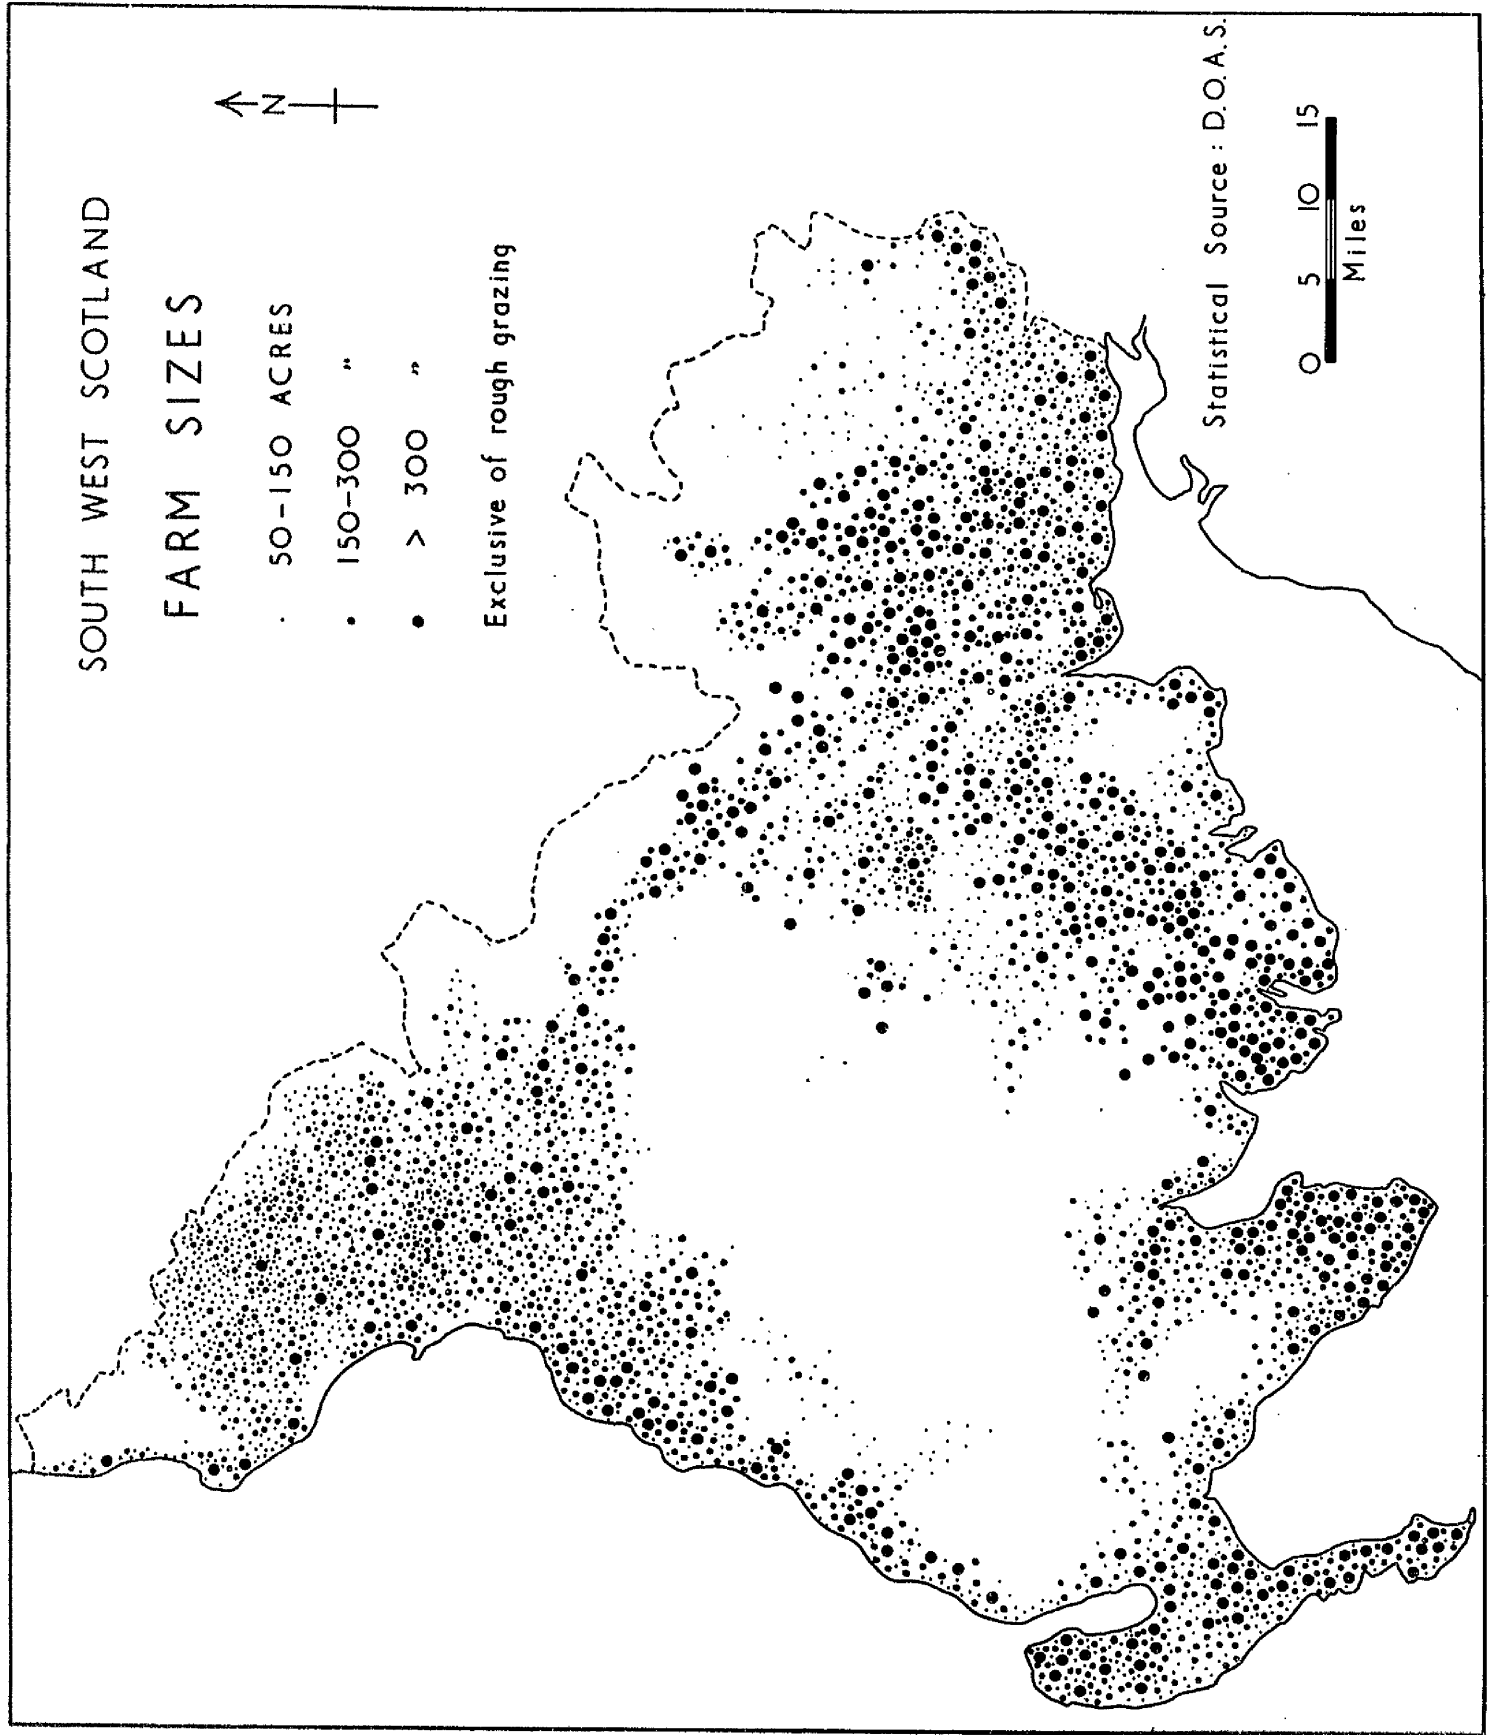 SOUTH WEST SCOTLAND
FARM SIZES
50-150 ACRES
150-300 "
> 300 "
Exclusive of rough grazing
N
Statistical Source : D.O.A.S.
0 5 10 15
Miles